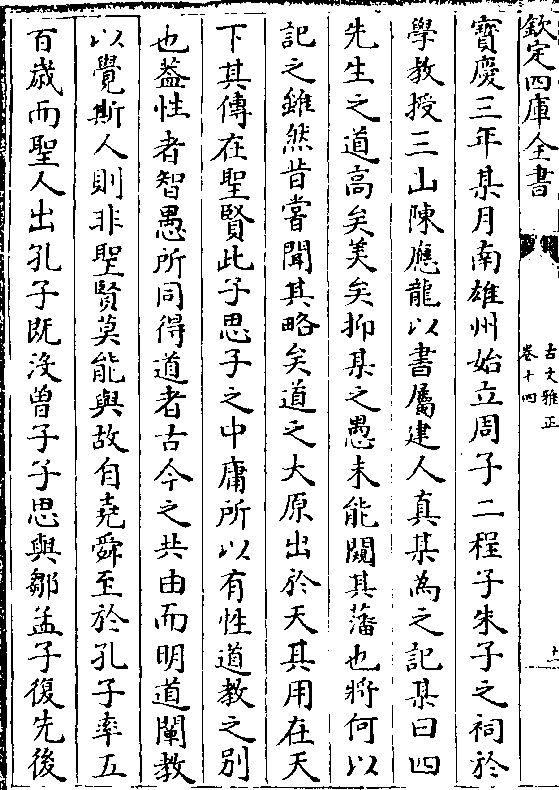 欽定四庫全書
古文雅正
卷十四
十一
寳慶三年某月南雄州始立周子二程子朱子之祠於
學教授三山陳應龍以書屬建人真某為之記某曰四
先生之道髙矣美矣抑某之愚未能闚其藩也將何以
記之雖然昔嘗聞其略矣道之大原出於天其用在天
下其傳在聖賢此子思子之中庸所以有性道教之别
也葢性者智愚所同得道者古今之共由而明道闡教
以覺斯人則非聖賢莫能與故自堯舜至於孔子率五
百歳而聖人出孔子既没曽子子思與鄒孟子復先後